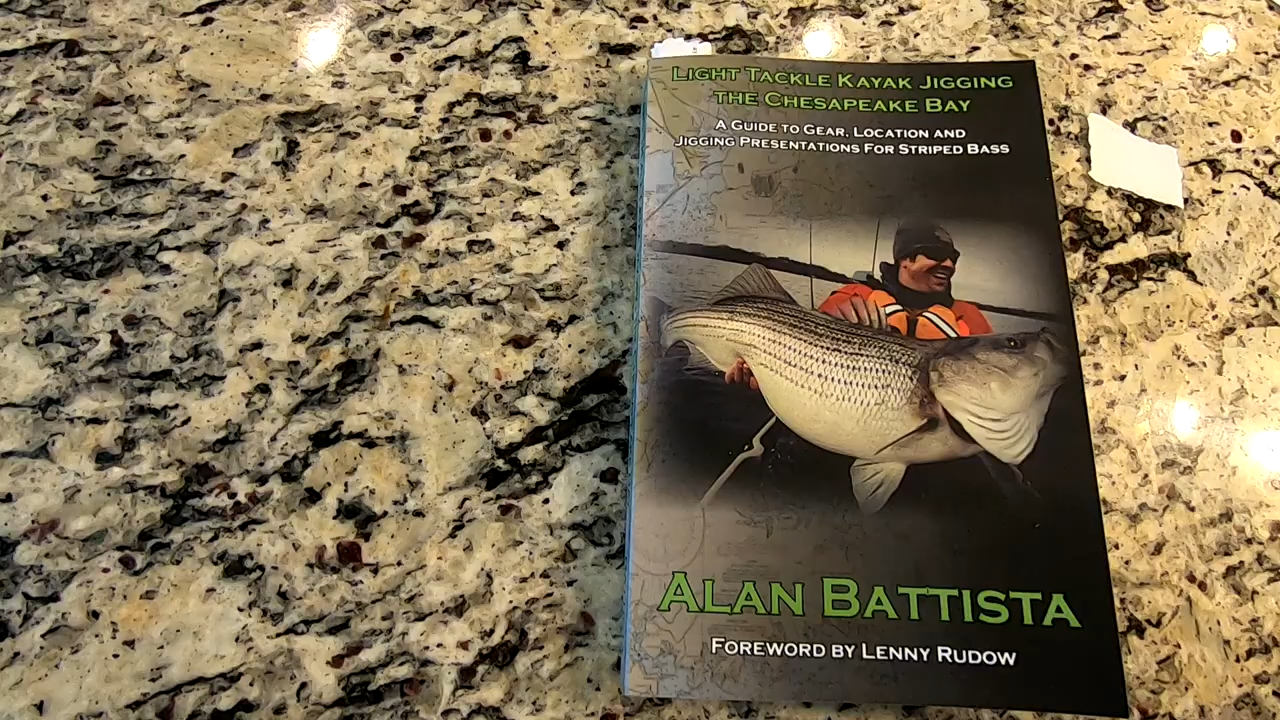 Light Tackle Kayak Jigging
the Chesapeake Bay
A Guide to Gear, Location and
Jigging Presentations For Striped Bass
Alan Battista
Foreword by Lenny Rudow